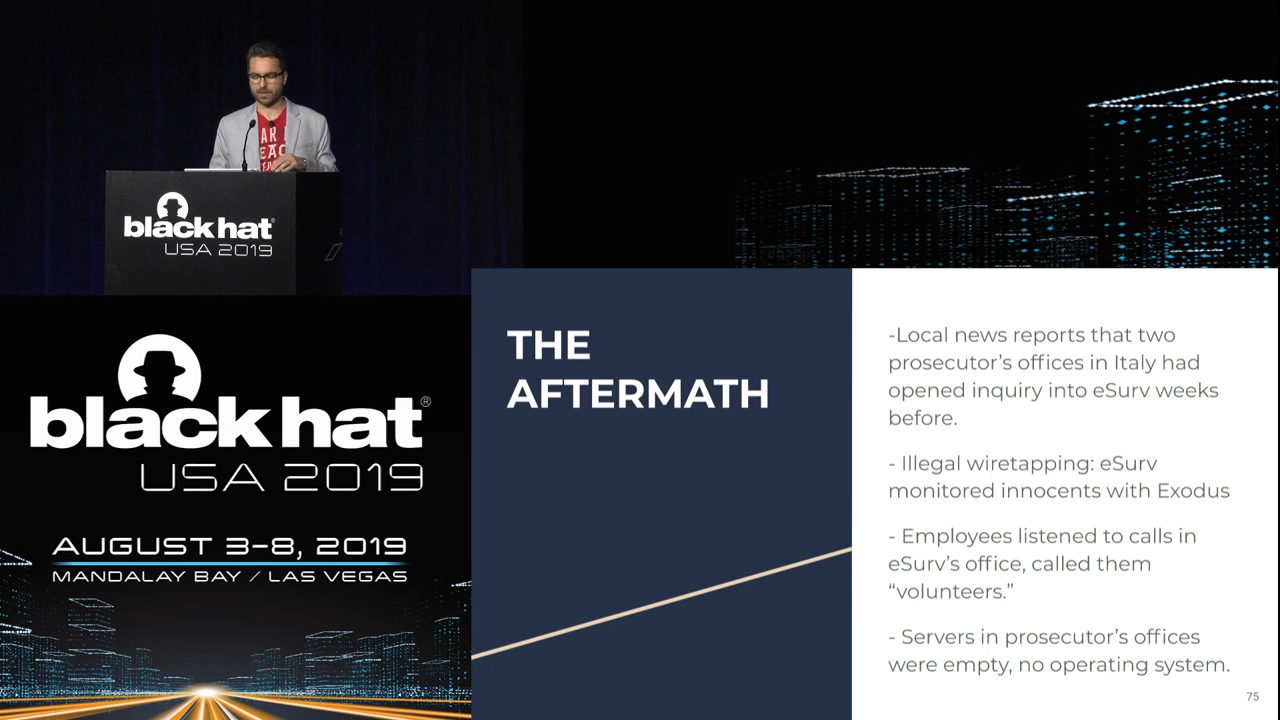 AR
EAC
black hat®
USA 2019
black hat®
USA 2019
AUGUST 3-8, 2019
MANDALAY BAY / LAS VEGAS
THE
AFTERMATH
-Local news reports that two
prosecutor's offices in Italy had
opened inquiry into eSurv weeks
before.
- Illegal wiretapping: eSurv
monitored innocents with Exodus
- Employees listened to calls in
eSurv's office, called them
“volunteers.”
- Servers in prosecutor's offices
were empty, no operating system.
75